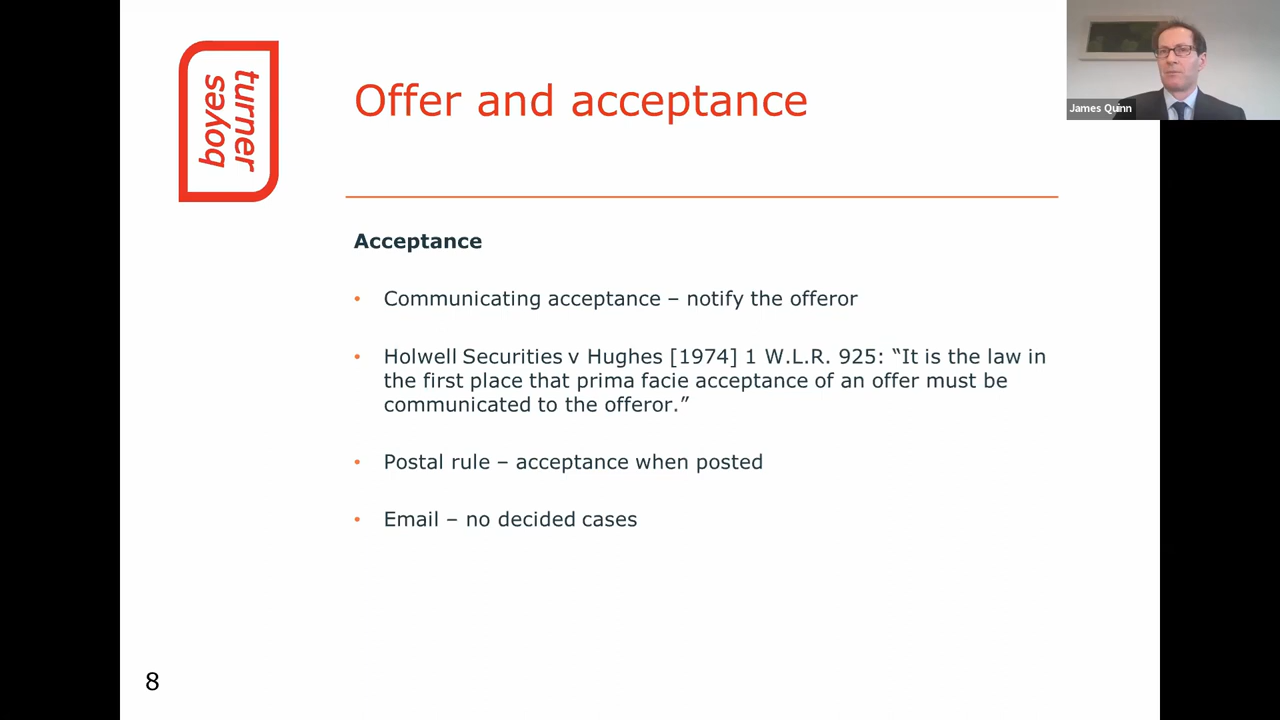 boyes
turner
Offer and acceptance
James Quinn
Acceptance
• Communicating acceptance – notify the offeror
• Holwell Securities v Hughes [1974] 1 W.L.R. 925: “It is the law in
the first place that prima facie acceptance of an offer must be
communicated to the offeror.”
• Postal rule – acceptance when posted
• Email – no decided cases
8